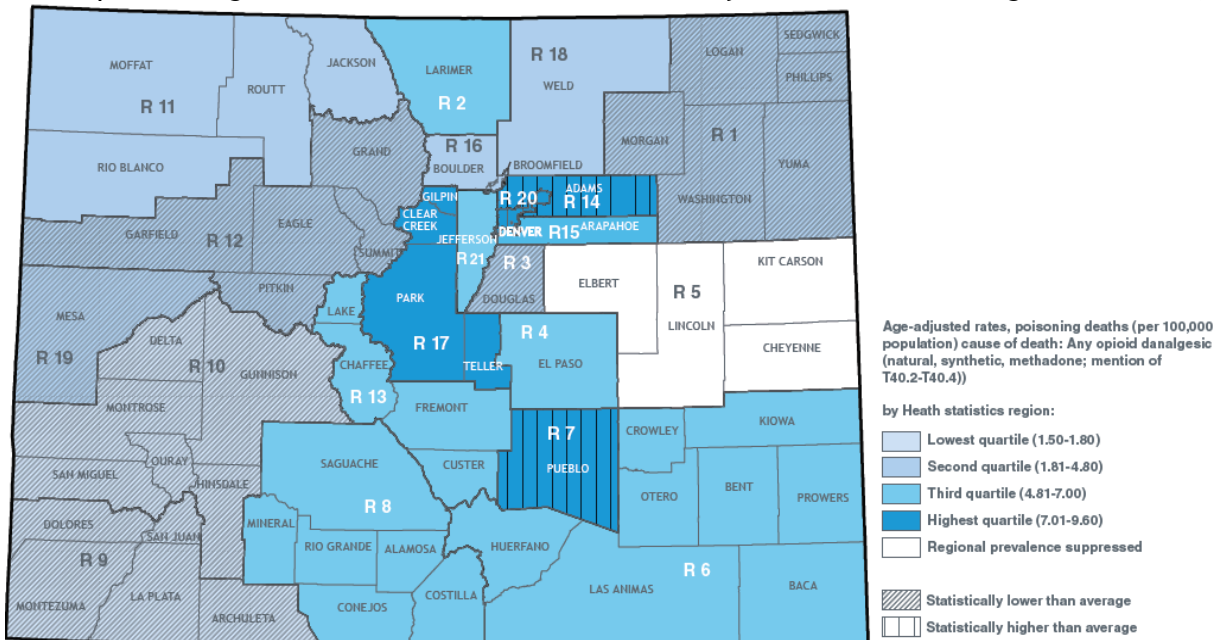 SEDGWICK
LOGAN
JACKSON
R 18
LARIMER
MOFFAT
PHILLIPS
WELD
ROUTT
R 11
R 2
R 1
MORGAN
R 16
GRAND
RIO BLANCO
BROOMFIELD
YUMA
BOULDER
ADAMS
GILPIN
R 20
R 14
WASHINGTON
CLEAR
CREEK
EAGLE
ARAPAHOE
GARFIELD
R 12
DENVER
R15
JEFFERSON
SUMMIT
R 21
R 3
KIT CARSON
ELBERT
PITKIN
R 5
PARK
DOUGLAS
LAKE
MESA
LINCOLN
R 4
DELTA
R 17
CHEYENNE
R 19
R 10
CHAFFEE
TELLER
EL PASO
GUNNISON
R 13
MONTROSE
FREMONT
KIOWA
R 7
CROWLEY
OURAY
SAGUACHE
CUSTER
PUEBLO
SAN MIGUEL
HINSDALE
BENT
OTERO
PROWERS
R 8
DOLORES
MINERAL
SAN JUAN
RIO GRANDE
ALAMOSA
HUERFANO
R 9
R 6
LAS ANIMAS
BACA
LA PLATA
COSTILLA
MONTEZUMA
CONEJOS
ARCHULETA
Age-adjusted rates, poisoning deaths (per 100,000
population) cause of death: Any opioid danalgesic
(natural, synthetic, methadone; mention of
T40.2-T40.4))
by Heath statistics region:
Lowest quartile (1.50-1.80)
Second quartile (1.81-4.80)
Third quartile (4.81-7.00)
Highest quartile (7.01-9.60)
Regional prevalence suppressed
Statistically lower than average
Statistically higher than average